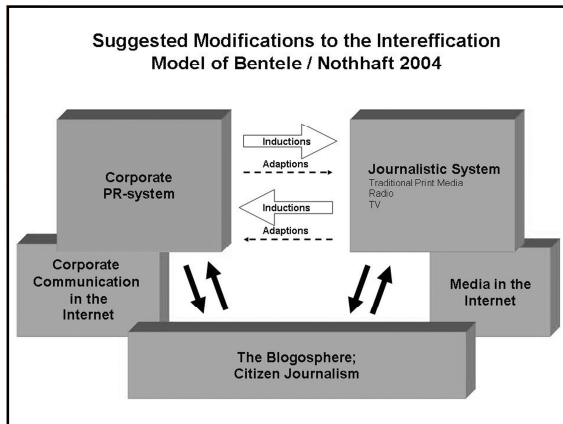 Suggested Modifications to the Intereffication
Model of Bentele / Nothhaft 2004
Corporate
PR-system
Inductions
Adaptions
Inductions
Adaptions
Journalistic System
Traditional Print Media
Radio
TV
Corporate
Communication
in the
Internet
Media in the
Internet
The Blogosphere;
Citizen Journalism